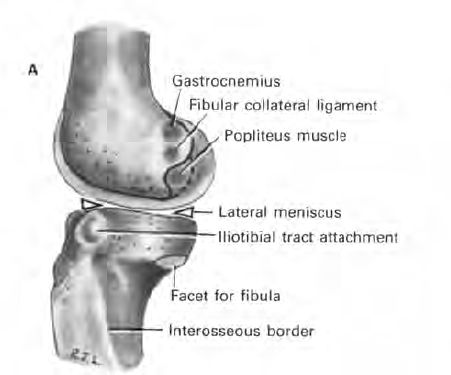 A
Gastrocnemius
Fibular collateral ligament
Popliteus muscle
Lateral meniscus
Iliotibial tract attachment
Facet for fibula
Interosseous border